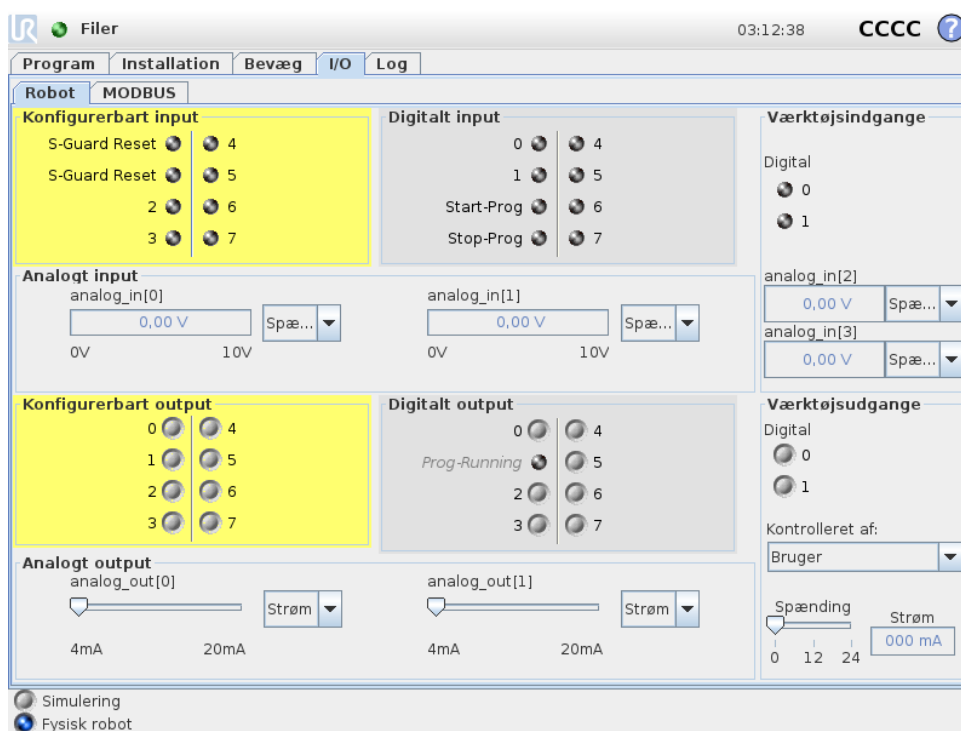 UR Filer 03:12:38 CCCC ?
Program Installation Bevæg I/O Log
Robot MODBUS
Konfigurerbart input
S-Guard Reset 4
S-Guard Reset 5
2 6
3 7
Digitalt input
0 4
1 5
Start-Prog 6
Stop-Prog 7
Værktøjsindgange
Digital
0
1
Analogt input
analog_in[0]
0,00 V Spæ...
0V 10V
analog_in[1]
0,00 V Spæ...
0V 10V
analog_in[2]
0,00 V Spæ...
analog_in[3]
0,00 V Spæ...
Konfigurerbart output
0 4
1 5
2 6
3 7
Digitalt output
0 4
Prog-Running 5
2 6
3 7
Værktøjsudgange
Digital
0
1
Kontrolleret af:
Bruger
Analogt output
analog_out[0]
Strøm
4mA 20mA
analog_out[1]
Strøm
4mA 20mA
Spænding
0 12 24
Strøm
000 mA
Simulering
Fysisk robot